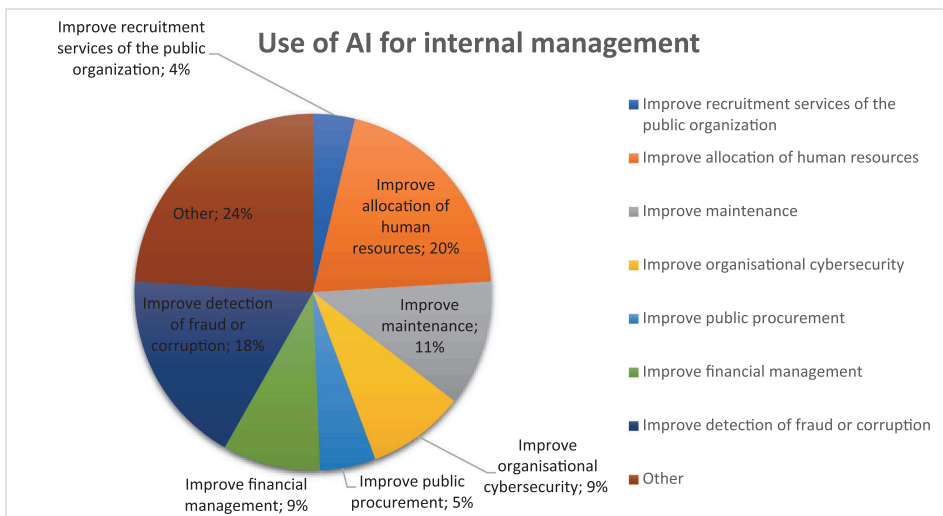 Use of AI for internal management
Improve recruitment
services of the public
organization; 4%
Improve
allocation of
human
resources; 20%
Improve
maintenance;
11%
Improve
organisational
cybersecurity; 9%
Improve public
procurement; 5%
Improve financial
management; 9%
Improve detection
of fraud or
corruption; 18%
Other; 24%
Improve recruitment services of the
public organization
Improve allocation of human resources
Improve maintenance
Improve organisational cybersecurity
Improve public procurement
Improve financial management
Improve detection of fraud or corruption
Other